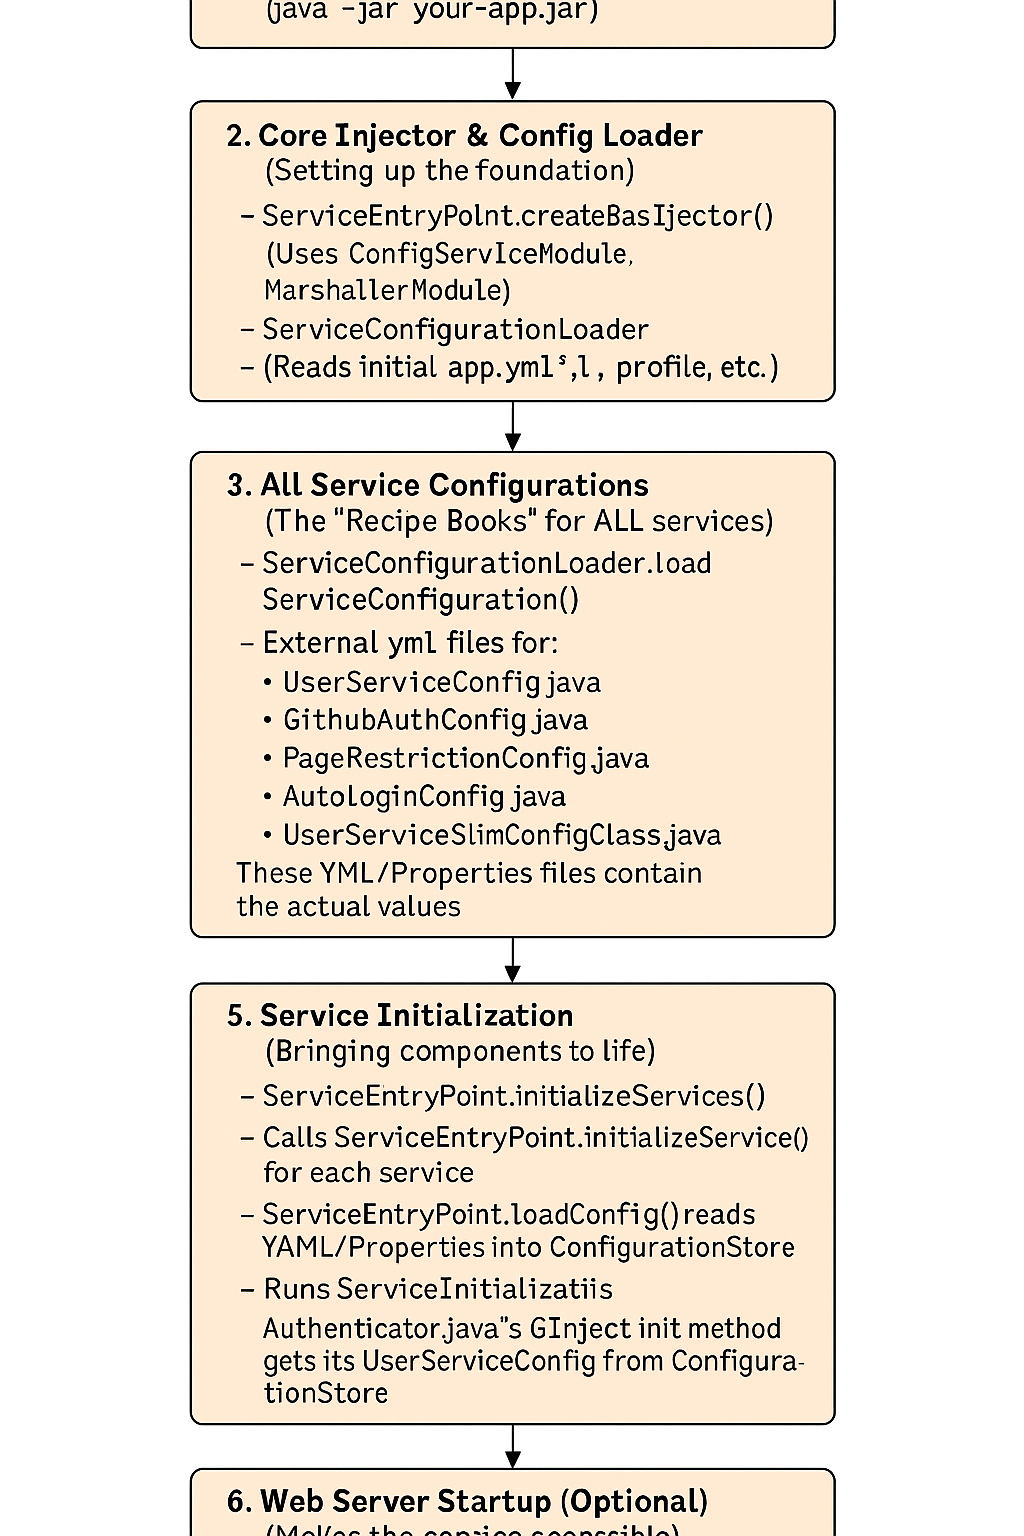 (java -jar your-app.jar)
2. Core Injector & Config Loader
(Setting up the foundation)
– ServiceEntryPolnt.createBasIjector()
(Uses ConfigServIceModule,
MarshallerModule)
– ServiceConfigurationLoader
– (Reads initial app.yml³,l, profile, etc.)
3. All Service Configurations
(The "Recipe Books" for ALL services)
– ServiceConfigurationLoader.load
ServiceConfiguration()
– External yml files for:
• UserServiceConfig java
• GithubAuthConfig java
• PageRestrictionConfig.java
• AutoLoginConfig java
• UserServiceSlimConfigClass.java
These YML/Properties files contain
the actual values
5. Service Initialization
(Bringing components to life)
– ServiceEntryPoint.initializeServices()
– Calls ServiceEntryPoint.initializeService()
for each service
– ServiceEntryPoint.loadConfig() reads
YAML/Properties into ConfigurationStore
– Runs ServiceInitializatiis
Authenticator.java"s GInject init method
gets its UserServiceConfig from Configura-
tionStore
6. Web Server Startup (Optional)
the service